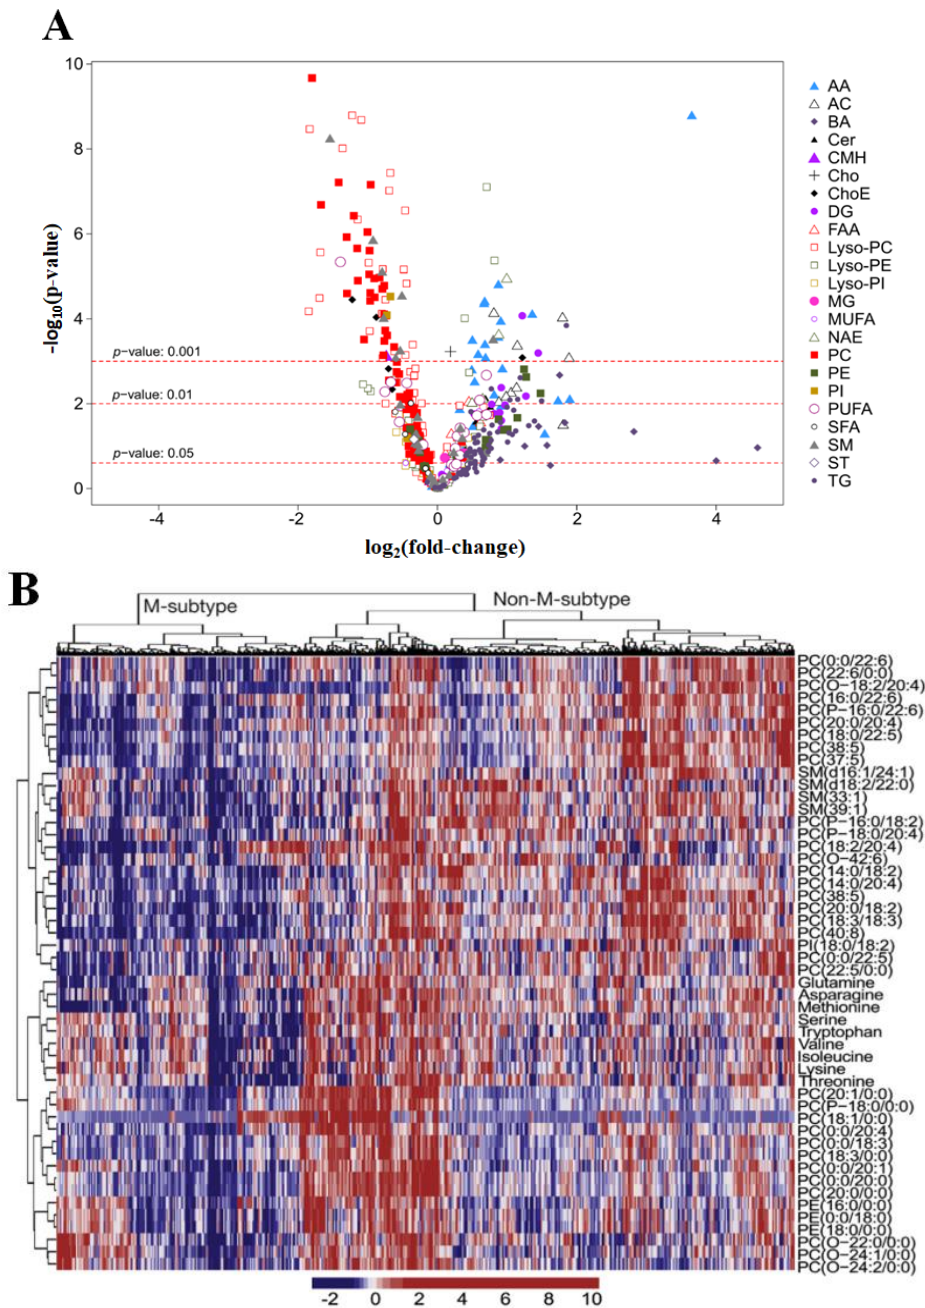 A
10
8
6
4
2
0
-log10(p-value)
p-value: 0.001
p-value: 0.01
p-value: 0.05
-4
-2
0
2
4
log2(fold-change)
AA
AC
BA
Cer
CMH
Cho
ChoE
DG
FAA
Lyso-PC
Lyso-PE
Lyso-PI
MG
MUFA
NAE
PC
PE
PI
PUFA
SFA
SM
ST
TG
B
M-subtype
Non-M-subtype
PC(0:0/22:6)
PC(22:6/0:0)
PC(O-18:2/20:4)
PC(16:0/22:6)
PC(P-16:0/22:6)
PC(20:0/20:4)
PC(18:0/22:5)
PC(38:5)
PC(37:5)
SM(d16:1/24:1)
SM(d18:2/22:0)
SM(33:1)
SM(39:1)
PC(P-16:0/18:2)
PC(P-18:0/20:4)
PC(18:2/20:4)
PC(O-42:6)
PC(14:0/18:2)
PC(14:0/20:4)
PC(38:5)
PC(20:0/18:2)
PC(18:3/18:3)
PC(40:8)
PI(18:0/18:2)
PC(0:0/22:5)
PC(22:5/0:0)
Glutamine
Asparagine
Methionine
Serine
Tryptophan
Valine
Isoleucine
Lysine
Threonine
PC(20:1/0:0)
PC(P-18:0/0:0)
PC(18:1/0:0)
PC(0:0/20:4)
PC(0:0/18:3)
PC(18:3/0:0)
PC(0:0/20:1)
PC(0:0/20:0)
PC(20:0/0:0)
PE(16:0/0:0)
PE(0:0/18:0)
PE(18:0/0:0)
PC(O-22:0/0:0)
PC(O-24:1/0:0)
PC(O-24:2/0:0)
-2 0 2 4 6 8 10